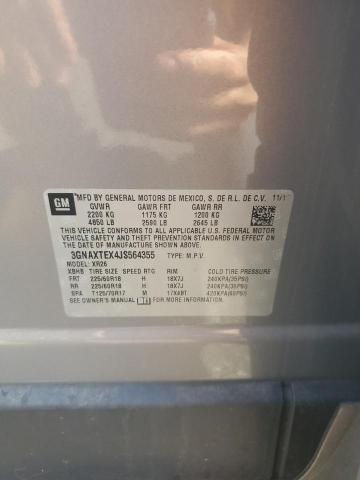 GM
MFD BY GENERAL MOTORS DE MEXICO, S. DE R.L. DE C.V. 11/1
GVWR GAWR FRT GAWR RR
2200 KG 1175 KG 1200 KG
4850 LB 2590 LB 2645 LB
THIS VEHICLE CONFORMS TO ALL APPLICABLE U.S. FEDERAL MOTOR
VEHICLE SAFETY AND THEFT PREVENTION STANDARDS IN EFFECT ON THE
DATE OF MANUFACTURE SHOWN ABOVE.
3GNAXTEX4JS564355 TYPE: M.P.V.
MODEL: XR26
XBHB TIRE SIZE SPEED RTG RIM COLD TIRE PRESSURE
FRT 225/60R18 H 18X7J 240KPA(35PSI)
RR 225/60R18 H 18X7J 240KPA(35PSI)
SPA T125/70R17 M 17X4BT 420KPA(60PSI)
SEE OWNER'S MANUAL FOR ADDITIONAL INFORMATION